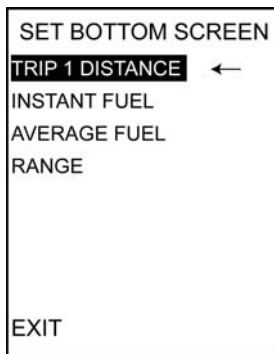 SET BOTTOM SCREEN
TRIP 1 DISTANCE ←
INSTANT FUEL
AVERAGE FUEL
RANGE
EXIT